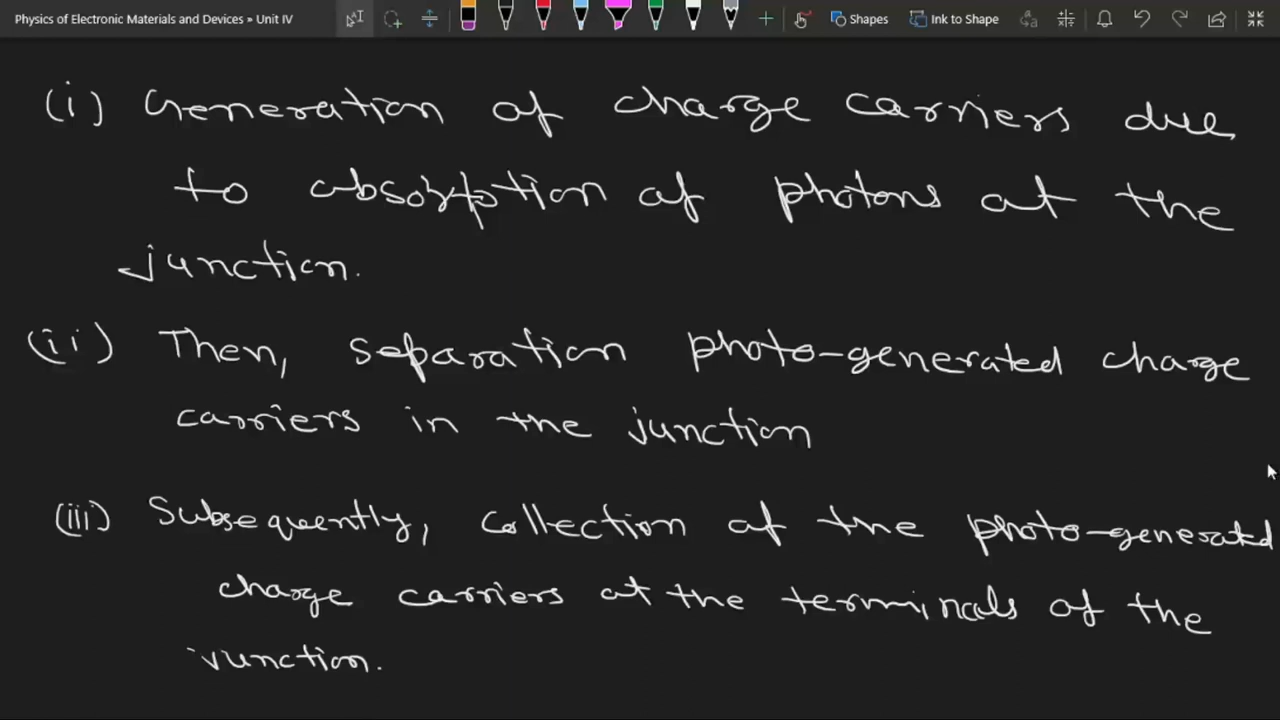 Physics of Electronic Materials and Devices » Unit IV
Shapes
Ink to Shape
(i) Generation of charge carriers due
to absorption of photons at the
junction.
(ii) Then, separation photo-generated charge
carriers in the junction
(iii) Subsequently, collection of the photo-generated
charge carriers at the terminals of the
junction.